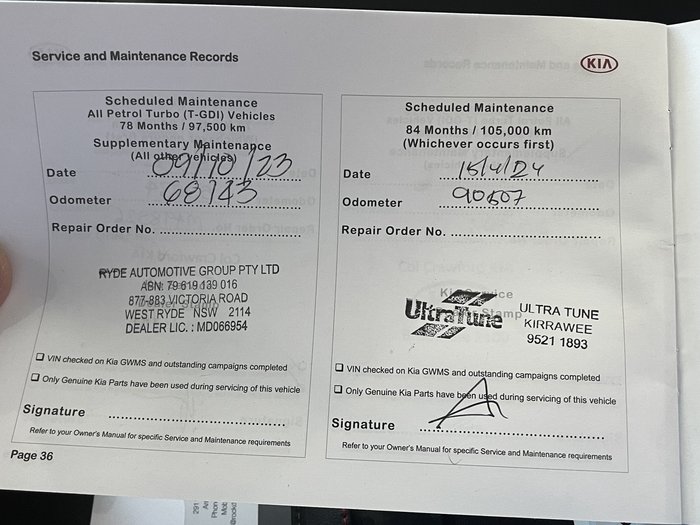 Service and Maintenance Records
KIA
Scheduled Maintenance
All Petrol Turbo (T-GDI) Vehicles
78 Months / 97,500 km
Supplementary Maintenance
(All other vehicles)
Date 09/10/23
Odometer 68143
Repair Order No.
RYDE AUTOMOTIVE GROUP PTY LTD
ABN: 79 619 139 016
877-883 VICTORIA ROAD
WEST RYDE NSW 2114
DEALER LIC. : MD066954
VIN checked on Kia GWMS and outstanding campaigns completed
Only Genuine Kia Parts have been used during servicing of this vehicle
Signature
Refer to your Owner's Manual for specific Service and Maintenance requirements
Page 36
Scheduled Maintenance
84 Months / 105,000 km
(Whichever occurs first)
Date 15/4/24
Odometer 90507
Repair Order No.
UltraTune
ULTRA TUNE
KIRRAWEE
9521 1893
VIN checked on Kia GWMS and outstanding campaigns completed
Only Genuine Kia Parts have been used during servicing of this vehicle
Signature
Refer to your Owner's Manual for specific Service and Maintenance requirements